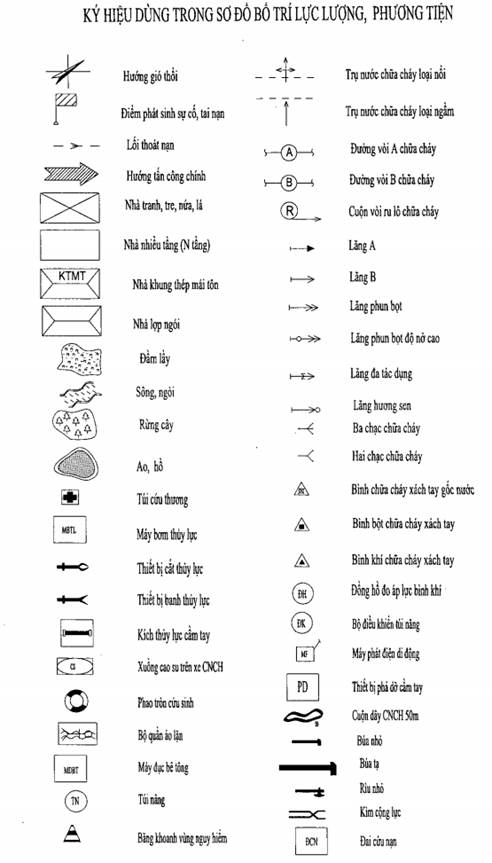 KÝ HIỆU DÙNG TRONG SƠ ĐỒ BỐ TRÍ LỰC LƯỢNG, PHƯƠNG TIỆN
Hướng gió thổi
Điểm phát sinh sự cố, tai nạn
Lối thoát nạn
Hướng tấn công chính
Nhà tranh, tre, nứa, lá
Nhà nhiều tầng (N tầng)
KTMT
Nhà khung thép mái tôn
Nhà lợp ngói
Đầm lầy
Sông, ngòi
Rừng cây
Ao, hồ
Túi cứu thương
MBTL
Máy bơm thủy lực
Thiết bị cắt thủy lực
Thiết bị banh thủy lực
Kích thủy lực cầm tay
CS
Xuồng cao su trên xe CNCH
Phao tròn cứu sinh
Bộ quần áo lặn
MDBT
Máy đục bê tông
TN
Túi nâng
Băng khoanh vùng nguy hiểm
Trụ nước chữa cháy loại nổi
Trụ nước chữa cháy loại ngầm
A
Đường vòi A chữa cháy
B
Đường vòi B chữa cháy
R
Cuộn vòi ru lô chữa cháy
Lăng A
Lăng B
Lăng phun bọt
Lăng phun bọt độ nở cao
Lăng đa tác dụng
Lăng hương sen
Ba chạc chữa cháy
Hai chạc chữa cháy
Bình chữa cháy xách tay gốc nước
Bình bột chữa cháy xách tay
Bình khí chữa cháy xách tay
ĐH
Đồng hồ đo áp lực bình khí
ĐK
Bộ điều khiển túi nâng
MF
Máy phát điện di động
PD
Thiết bị phá dỡ cầm tay
Cuộn dây CNCH 50m
Búa nhỏ
Búa tạ
Rìu nhỏ
Kìm cộng lực
ĐCN
Đai cứu nạn